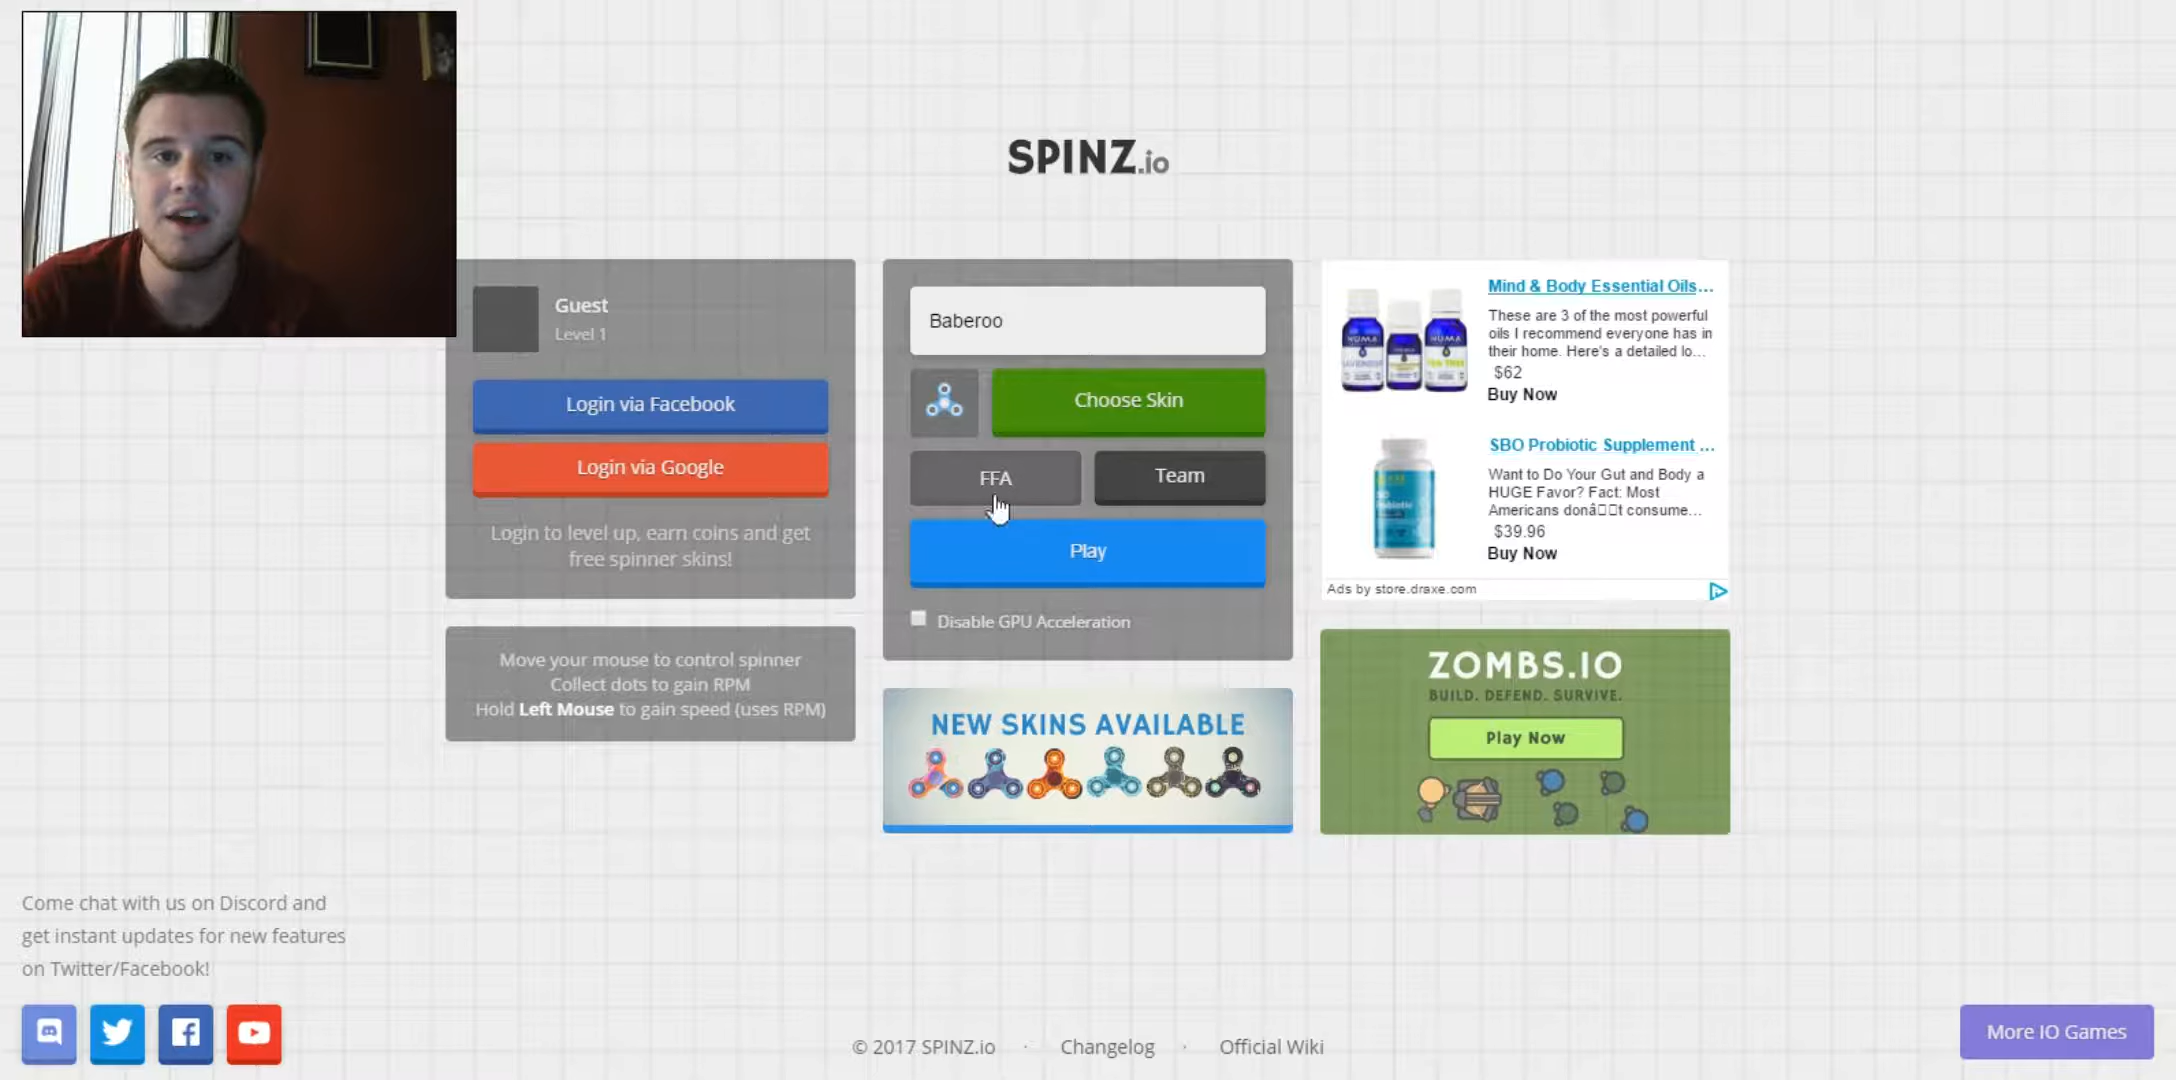 SPINZ.io
Guest
Level 1
Login via Facebook
Login via Google
Login to level up, earn coins and get
free spinner skins!
Move your mouse to control spinner
Collect dots to gain RPM
Hold Left Mouse to gain speed (uses RPM)
Baberoo
Choose Skin
FFA
Team
Play
Disable GPU Acceleration
NEW SKINS AVAILABLE
Mind & Body Essential Oils...
These are 3 of the most powerful
oils I recommend everyone has in
their home. Here's a detailed lo...
$62
Buy Now
SBO Probiotic Supplement ...
Want to Do Your Gut and Body a
HUGE Favor? Fact: Most
Americans donâ□□t consume...
$39.96
Buy Now
Ads by store.draxe.com
ZOMBS.IO
BUILD. DEFEND. SURVIVE.
Play Now
Come chat with us on Discord and
get instant updates for new features
on Twitter/Facebook!
© 2017 SPINZ.io · Changelog · Official Wiki
More IO Games